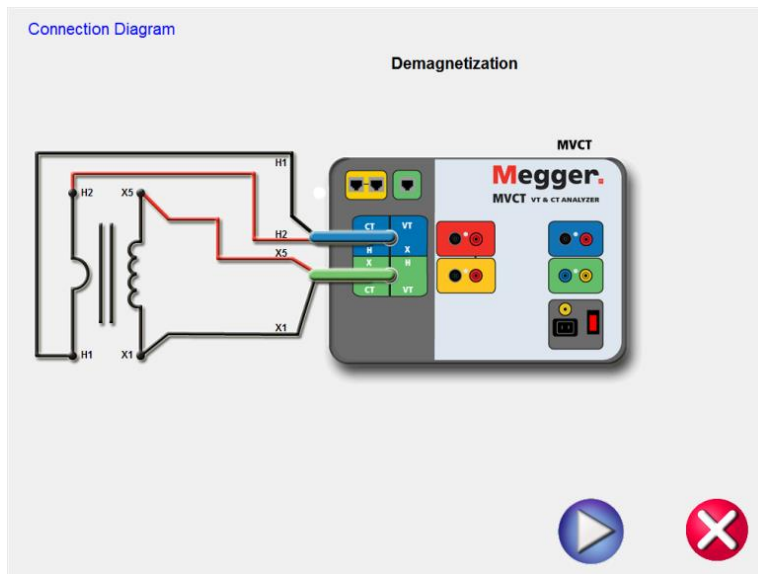 Connection Diagram
Demagnetization
MVCT
H1
Megger.
MVCT VT & CT ANALYZER
H2 X5
CT VT
H2
H X
X5
X H
CT VT
X1
H1 X1